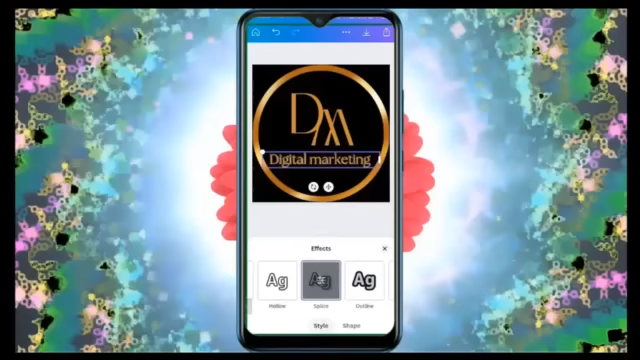 DM
Digital marketing
Effects
Ag
Ag
Ag
Hollow
Splice
Outline
Style
Shape